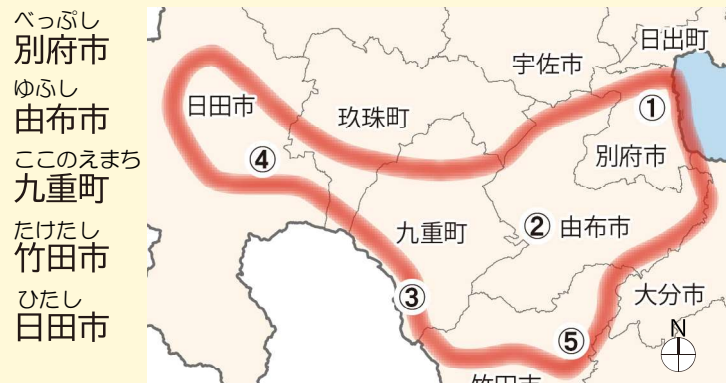 べっぷし
別府市
ゆふし
由布市
ここのえまち
九重町
たけたし
竹田市
ひたし
日田市
日出町
宇佐市
①
日田市
玖珠町
別府市
④
②
由布市
九重町
③
大分市
⑤
N
竹田市